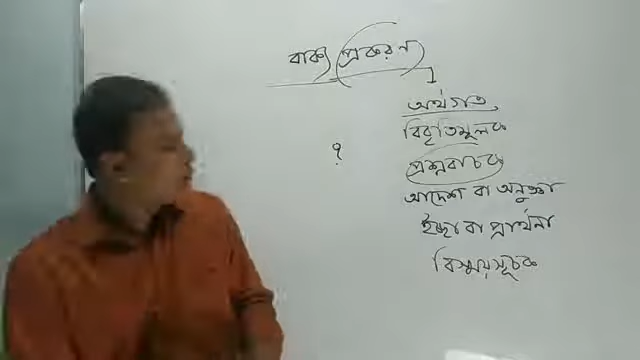 বাক্য প্রকরণ
অর্থগত,
বিবৃতিমূলক
?
প্রশ্নবাচক
আদেশ বা অনুজ্ঞা
ইচ্ছা বা প্রার্থনা
বিস্ময়সূচক